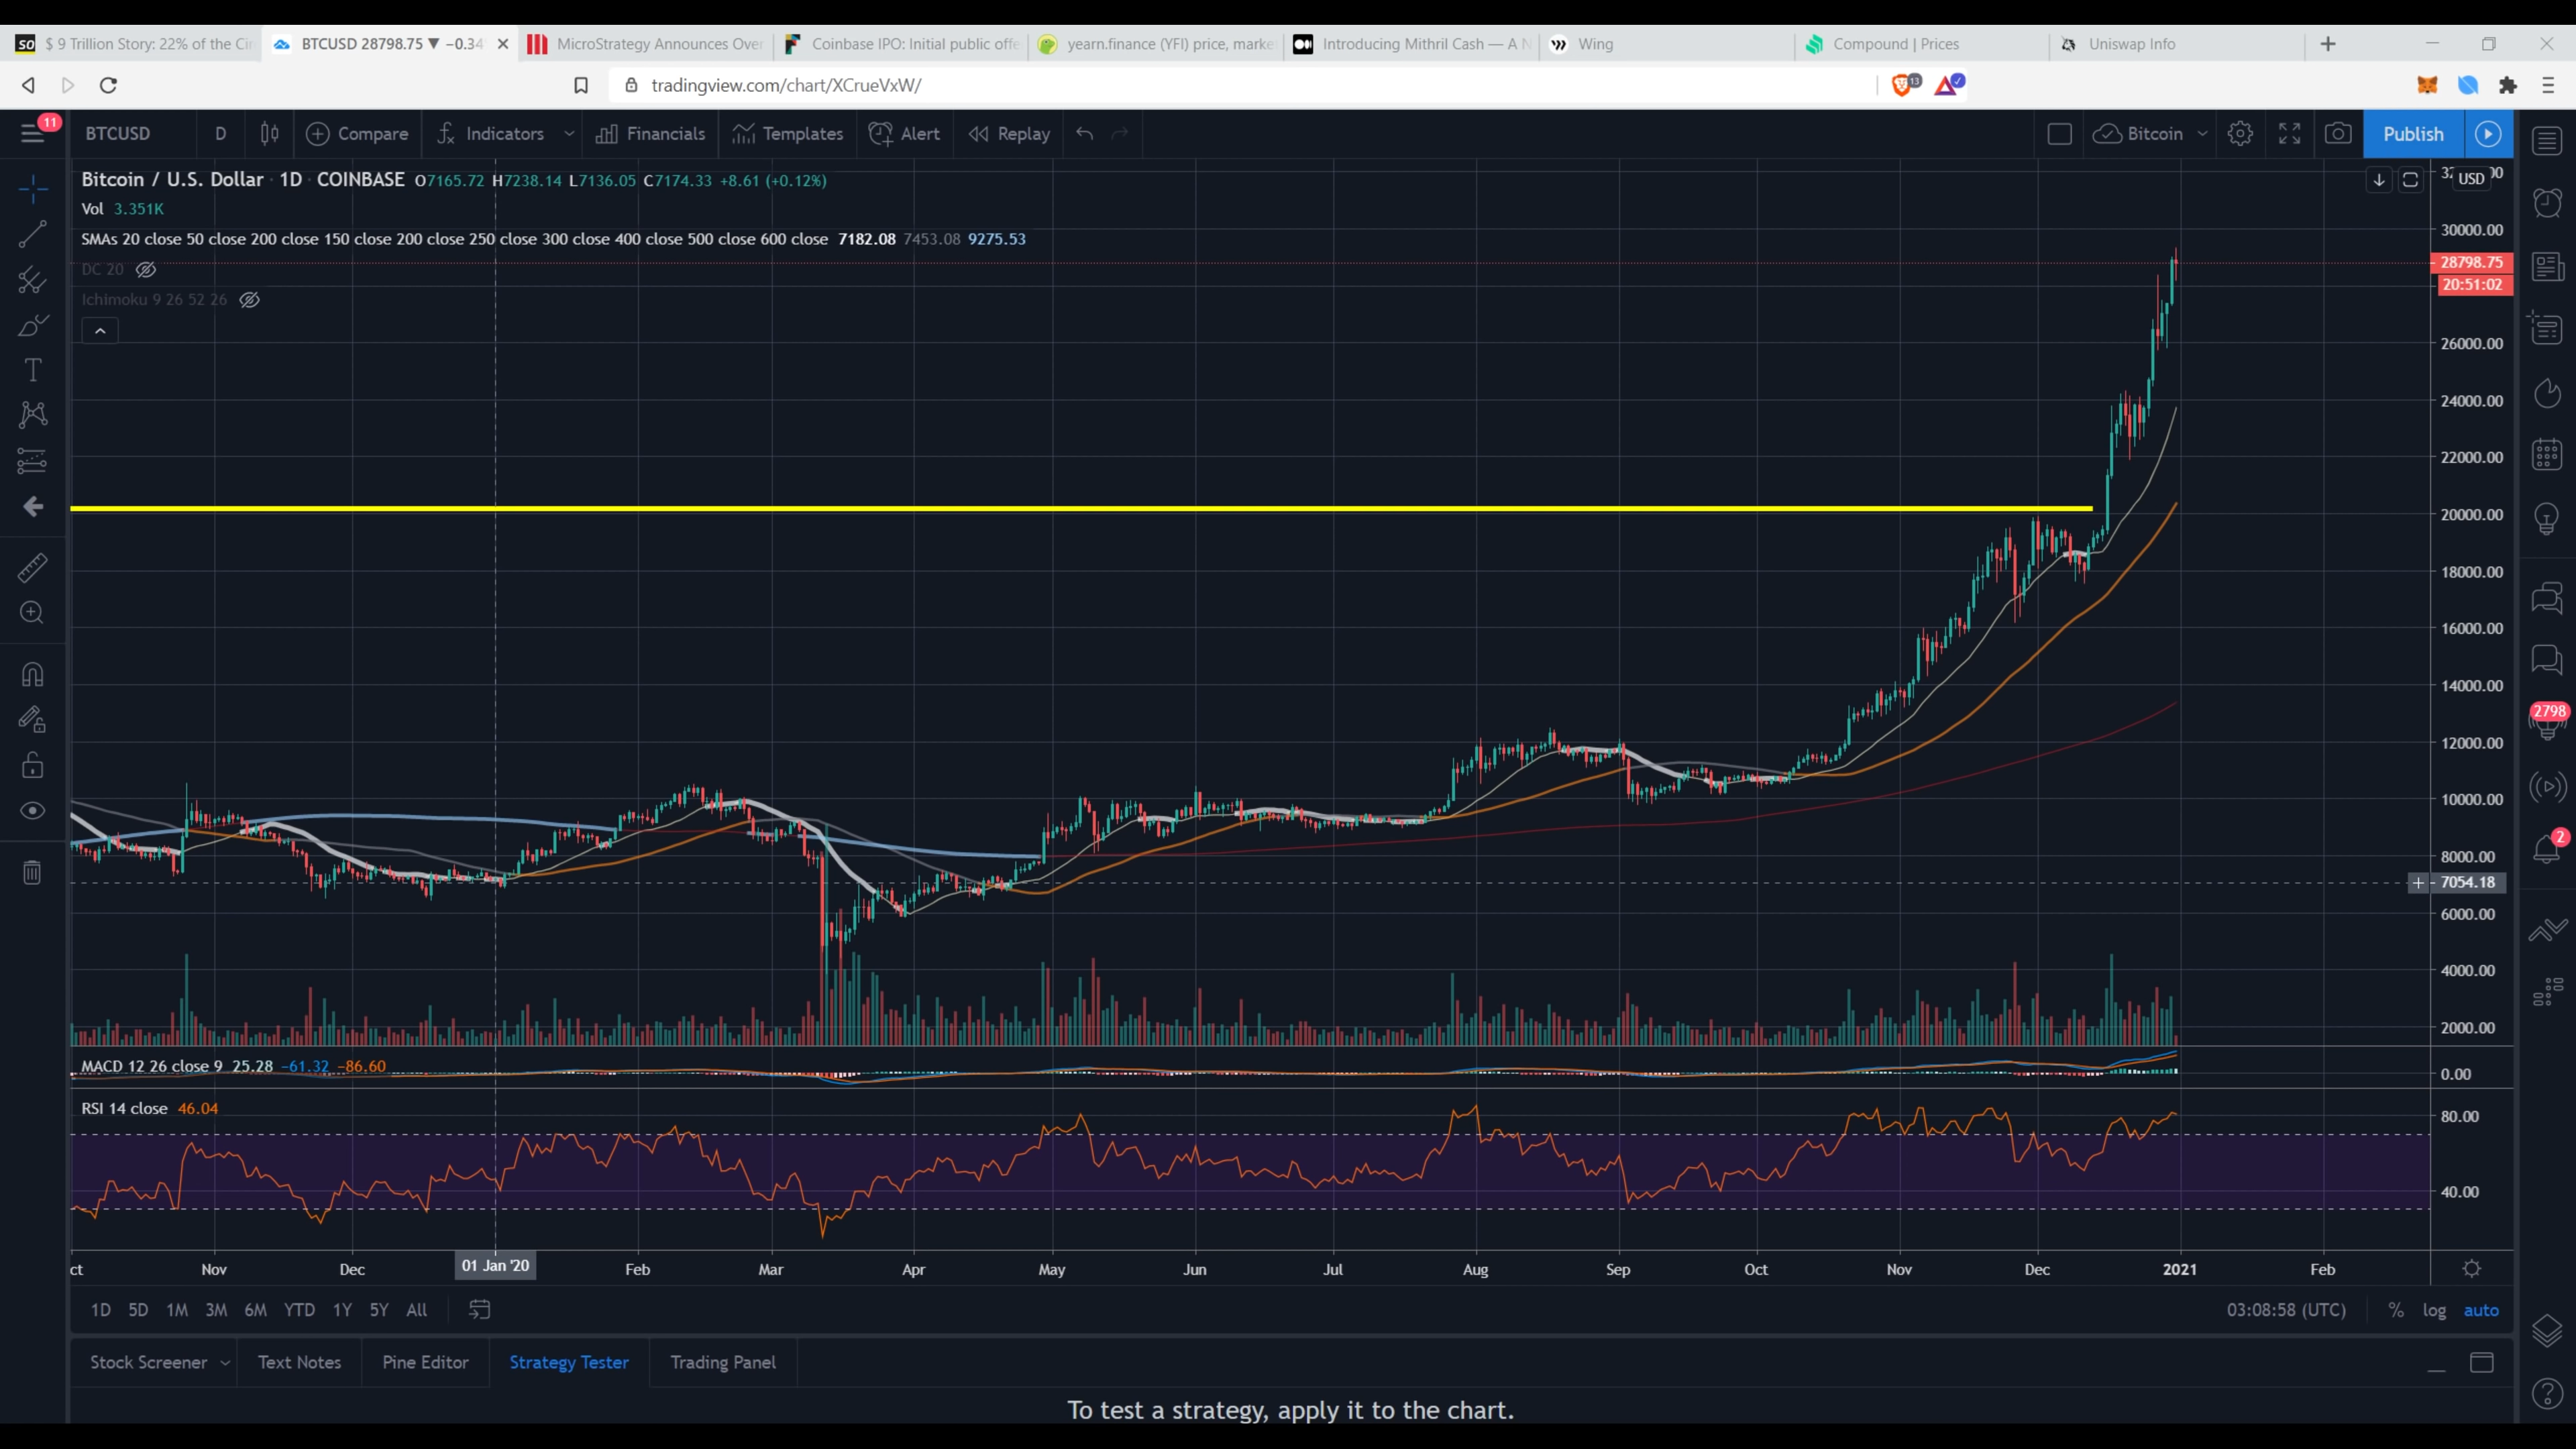 $ 9 Trillion Story: 22% of the Cir
BTCUSD 28798.75 ▼ −0.34
MicroStrategy Announces Over
Coinbase IPO: Initial public offe
yearn.finance (YFI) price, marke
Introducing Mithril Cash — A N
Wing
Compound | Prices
Uniswap Info
tradingview.com/chart/XCrueVxW/
13
11
BTCUSD D Compare Indicators Financials Templates Alert Replay Bitcoin Publish
Bitcoin / U.S. Dollar · 1D · COINBASE O7165.72 H7238.14 L7136.05 C7174.33 +8.61 (+0.12%)
Vol 3.351K
SMAs 20 close 50 close 200 close 150 close 200 close 250 close 300 close 400 close 500 close 600 close 7182.08 7453.08 9275.53
DC 20
Ichimoku 9 26 52 26
USD
30000.00
28798.75
20:51:02
26000.00
24000.00
22000.00
20000.00
18000.00
16000.00
14000.00
12000.00
10000.00
8000.00
7054.18
6000.00
4000.00
2000.00
2798
2
MACD 12 26 close 9 25.28 −61.32 −86.60
0.00
RSI 14 close 46.04
80.00
40.00
ct Nov Dec 01 Jan '20 Feb Mar Apr May Jun Jul Aug Sep Oct Nov Dec 2021 Feb
1D 5D 1M 3M 6M YTD 1Y 5Y All
03:08:58 (UTC) % log auto
Stock Screener Text Notes Pine Editor Strategy Tester Trading Panel
To test a strategy, apply it to the chart.